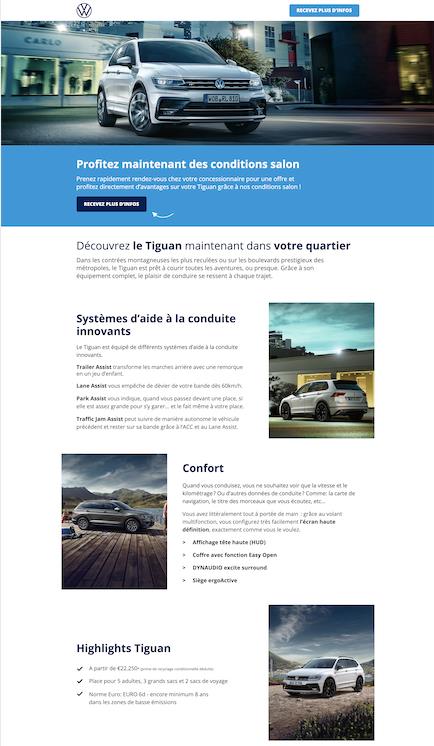 RECEVEZ PLUS D'INFOS
CARLO
WOB•RL 810
Profitez maintenant des conditions salon
Prenez rapidement rendez-vous chez votre concessionnaire pour une offre et
profitez directement d'avantages sur votre Tiguan grâce à nos conditions salon !
RECEVEZ PLUS D'INFOS
Découvrez le Tiguan maintenant dans votre quartier
Dans les contrées montagneuses les plus reculées ou sur les boulevards prestigieux des
métropoles, le Tiguan est prêt à courir toutes les aventures, ou presque. Grâce à son
équipement complet, le plaisir de conduire se ressent à chaque trajet.
Systèmes d'aide à la conduite
innovants
Le Tiguan est équipé de différents systèmes d'aide à la conduite
innovants.
Trailer Assist transforme les marches arrière avec une remorque
en un jeu d'enfant.
Lane Assist vous empêche de dévier de votre bande dès 60km/h.
Park Assist vous indique, quand vous passez devant une place, si
elle est assez grande pour s'y garer... et le fait même à votre place.
Traffic Jam Assist peut suivre de manière autonome le véhicule
précédent et rester sur sa bande grâce à l'ACC et au Lane Assist.
Confort
Quand vous conduisez, vous ne souhaitez voir que la vitesse et le
kilométrage ? Ou d'autres données de conduite ? Comme: la carte de
navigation, le titre des morceaux que vous écoutez, etc...
Vous avez littéralement tout à portée de main : grâce au volant
multifonction, vous configurez très facilement l'écran haute
définition, exactement comme vous le voulez.
> Affichage tête haute (HUD)
> Coffre avec fonction Easy Open
> DYNAUDIO excite surround
> Siège ergoActive
Highlights Tiguan
A partir de €22.250* (prime de recyclage conditionnelle déduite)
Place pour 5 adultes, 3 grands sacs et 2 sacs de voyage
Norme Euro: EURO 6d - encore minimum 8 ans
dans les zones de basse émissions